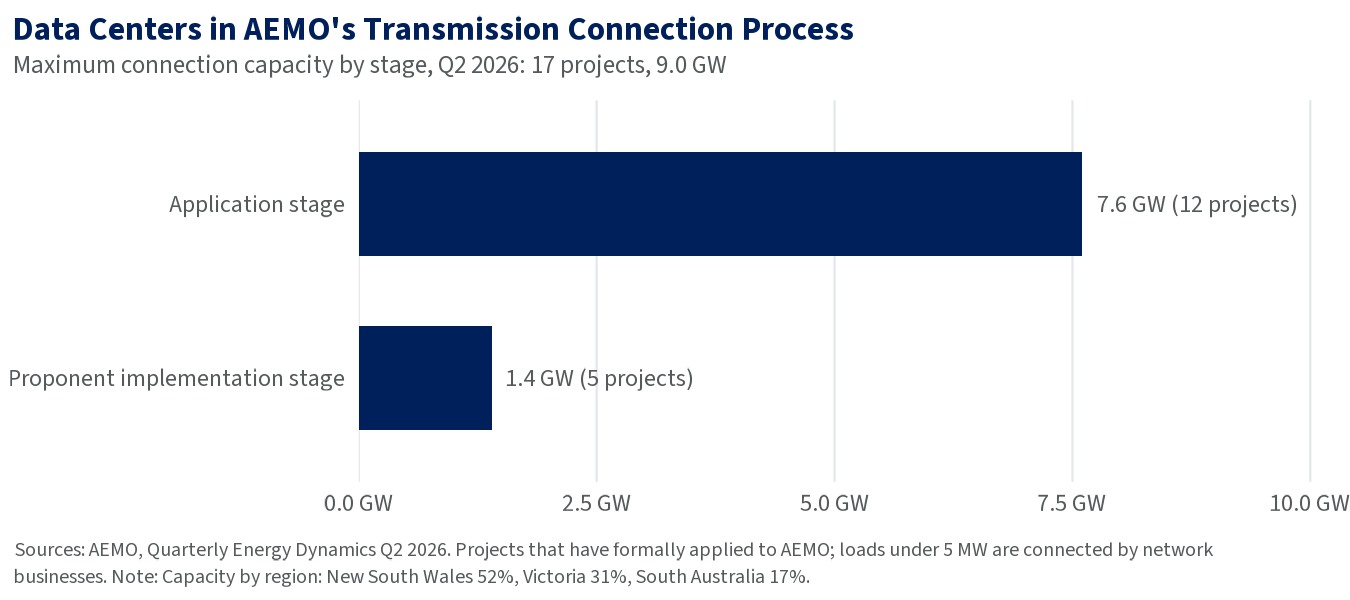 Data Centers in AEMO's Transmission Connection Process
Maximum connection capacity by stage, Q2 2026: 17 projects, 9.0 GW
Application stage
7.6 GW (12 projects)
Proponent implementation stage
1.4 GW (5 projects)
0.0 GW
2.5 GW
5.0 GW
7.5 GW
10.0 GW
Sources: AEMO, Quarterly Energy Dynamics Q2 2026. Projects that have formally applied to AEMO; loads under 5 MW are connected by network
businesses. Note: Capacity by region: New South Wales 52%, Victoria 31%, South Australia 17%.